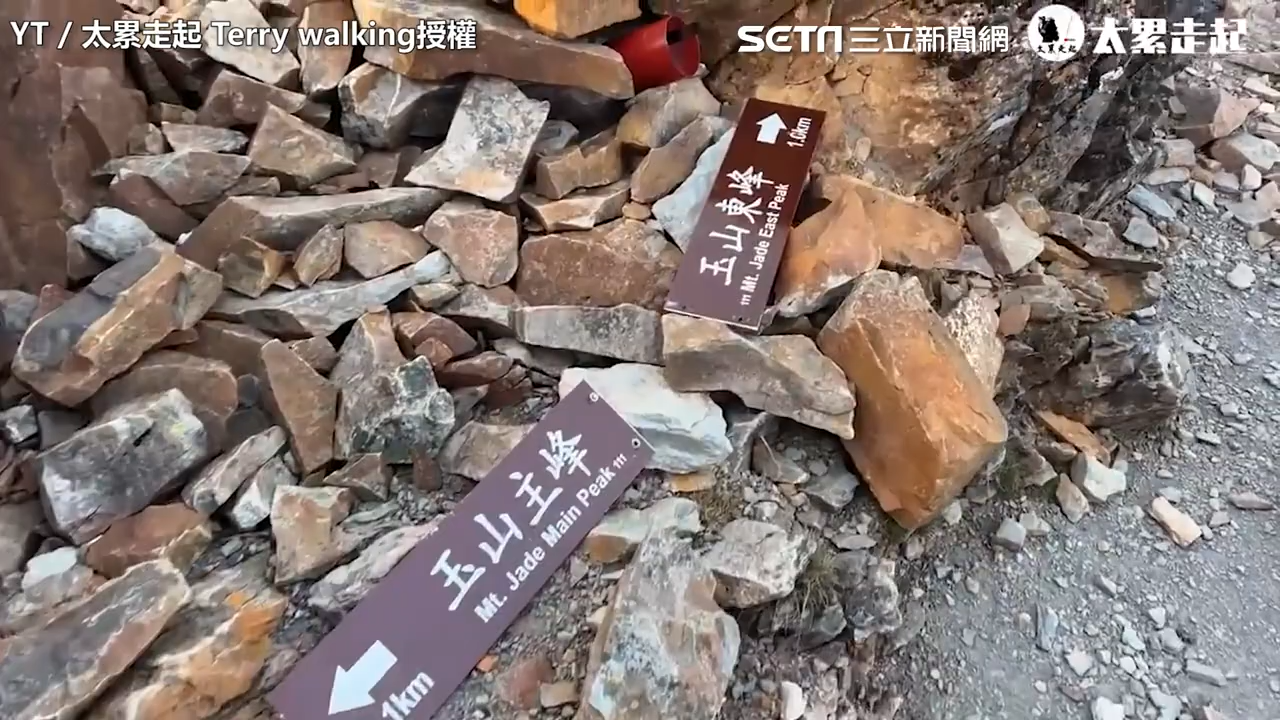 YT / 太累走起 Terry walking授權
SETN三立新聞網
太累走起
1.0km
玉山東峰
111 Mt. Jade East Peak
玉山主峰
Mt. Jade Main Peak 111
1km